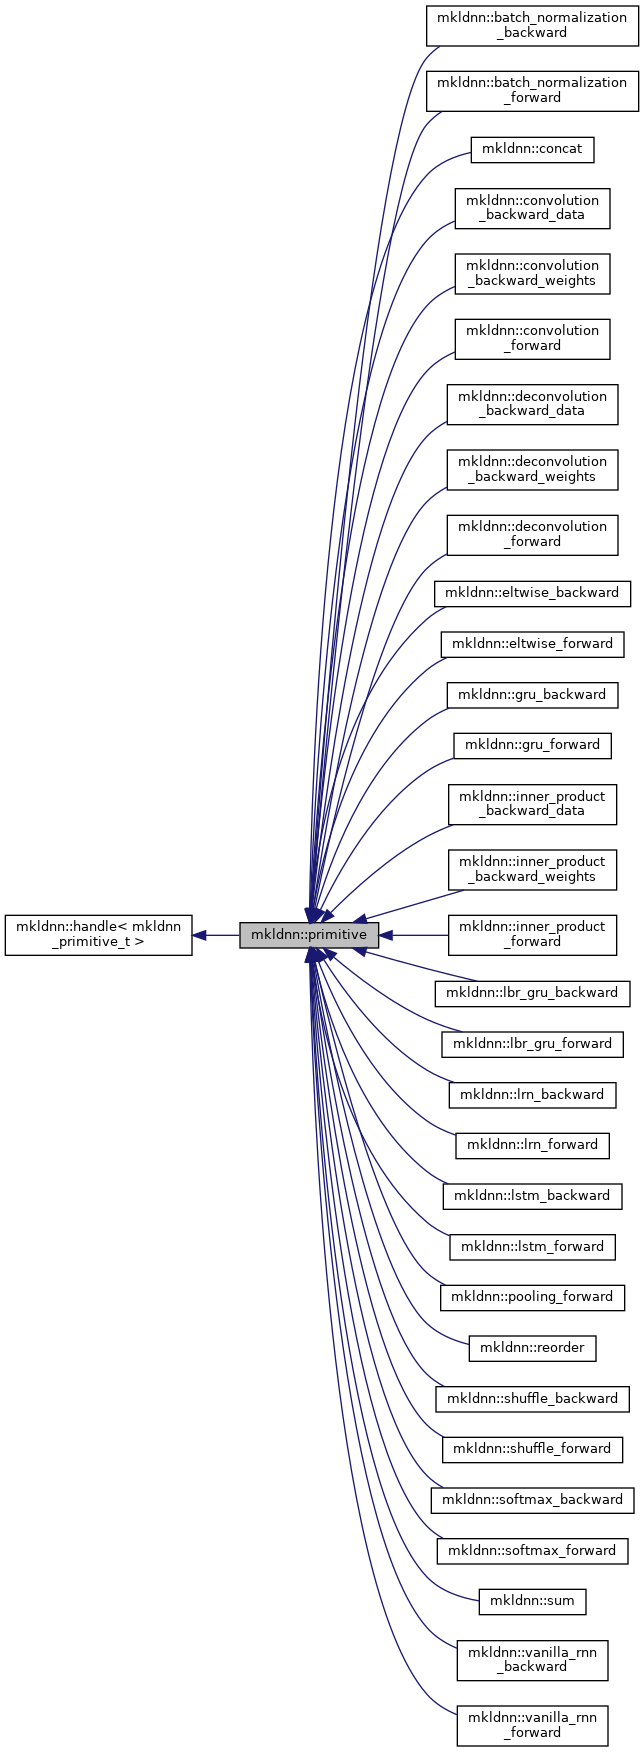 mkldnn::batch_normalization
_backward
mkldnn::batch_normalization
_forward
mkldnn::concat
mkldnn::convolution
_backward_data
mkldnn::convolution
_backward_weights
mkldnn::convolution
_forward
mkldnn::deconvolution
_backward_data
mkldnn::deconvolution
_backward_weights
mkldnn::deconvolution
_forward
mkldnn::eltwise_backward
mkldnn::eltwise_forward
mkldnn::gru_backward
mkldnn::gru_forward
mkldnn::inner_product
_backward_data
mkldnn::inner_product
_backward_weights
mkldnn::handle< mkldnn
_primitive_t >
mkldnn::primitive
mkldnn::inner_product
_forward
mkldnn::lbr_gru_backward
mkldnn::lbr_gru_forward
mkldnn::lrn_backward
mkldnn::lrn_forward
mkldnn::lstm_backward
mkldnn::lstm_forward
mkldnn::pooling_forward
mkldnn::reorder
mkldnn::shuffle_backward
mkldnn::shuffle_forward
mkldnn::softmax_backward
mkldnn::softmax_forward
mkldnn::sum
mkldnn::vanilla_rnn
_backward
mkldnn::vanilla_rnn
_forward